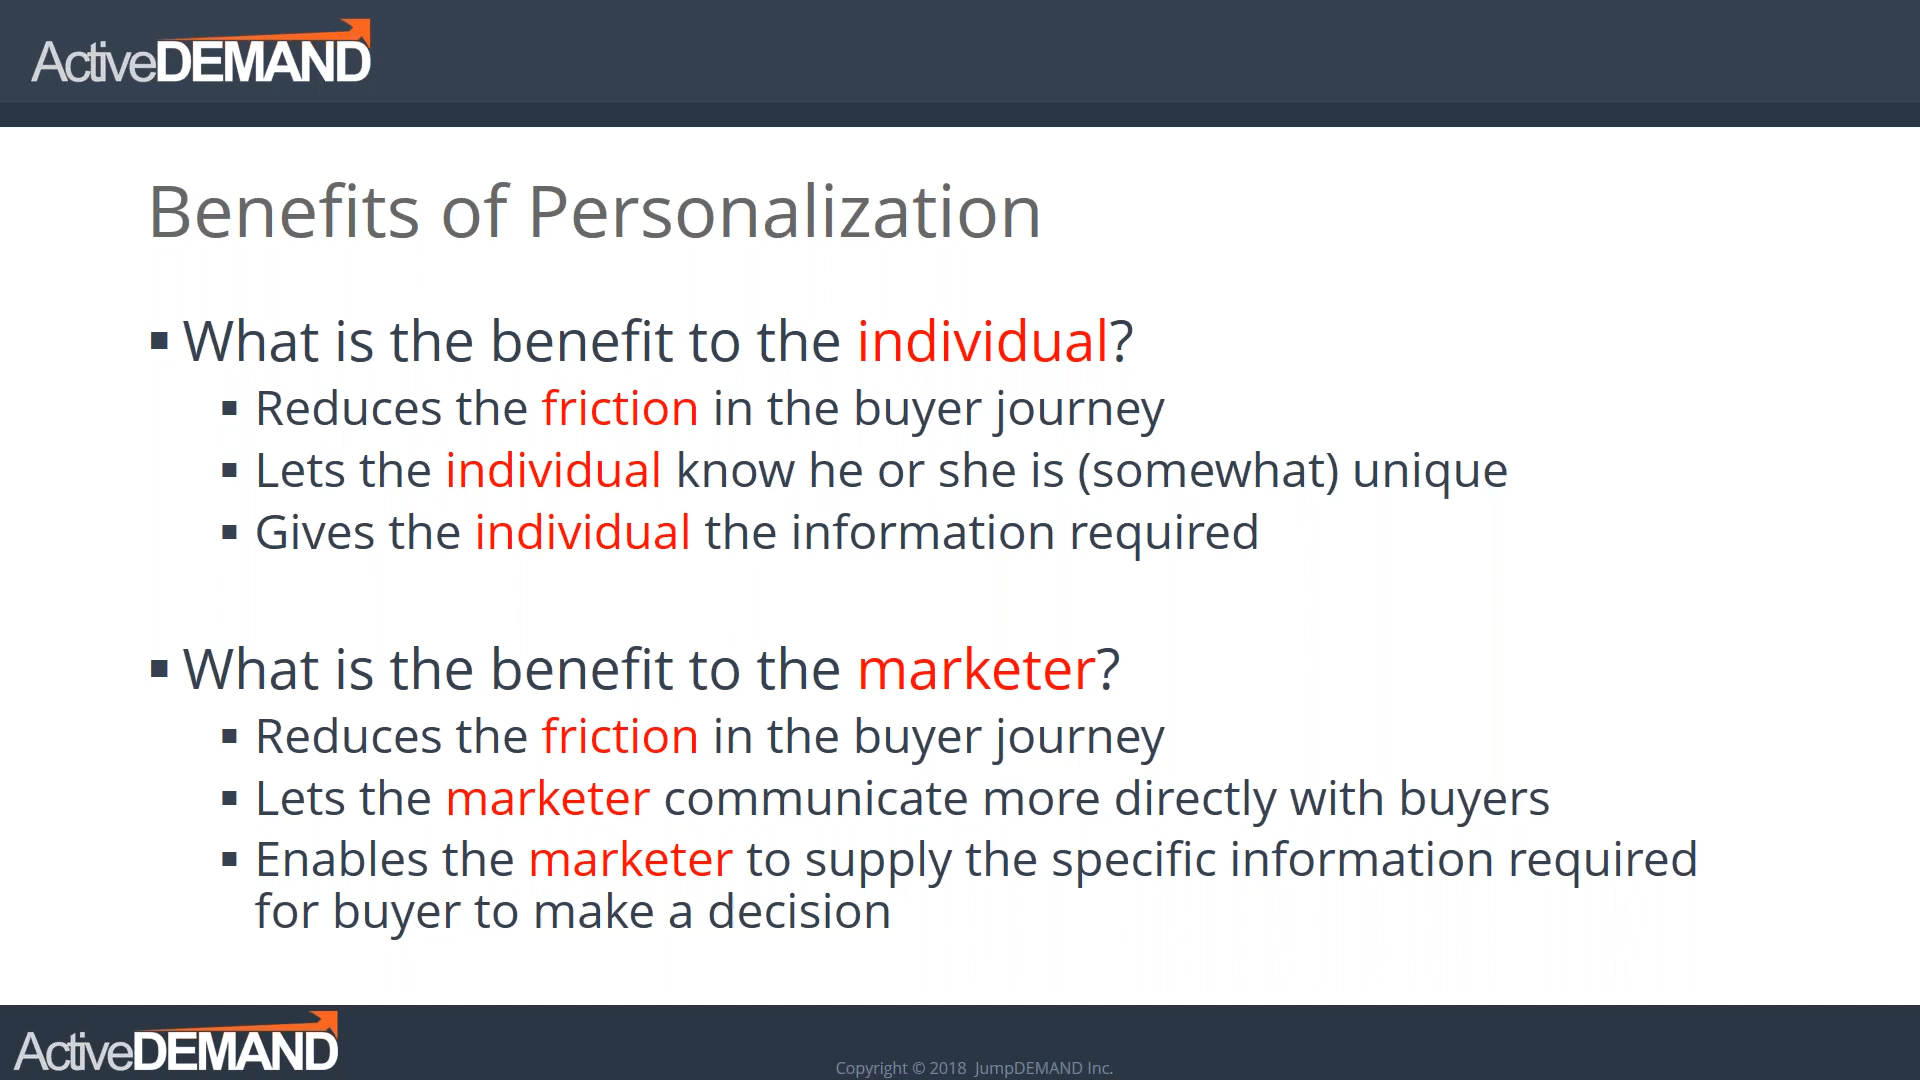 ActiveDEMAND
Benefits of Personalization
▪ What is the benefit to the individual?
▪ Reduces the friction in the buyer journey
▪ Lets the individual know he or she is (somewhat) unique
▪ Gives the individual the information required
▪ What is the benefit to the marketer?
▪ Reduces the friction in the buyer journey
▪ Lets the marketer communicate more directly with buyers
▪ Enables the marketer to supply the specific information required
for buyer to make a decision
ActiveDEMAND
Copyright © 2018 JumpDEMAND Inc.